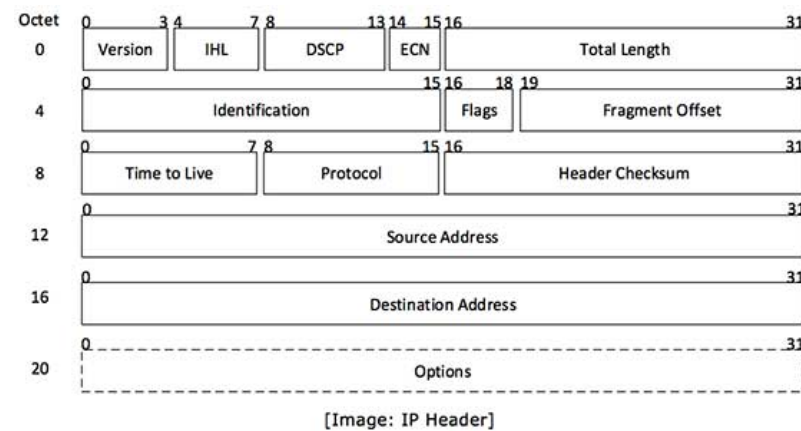 Octet 0 3 4 7 8 13 14 15 16 31
0 Version IHL DSCP ECN Total Length
0 15 16 18 19 31
4 Identification Flags Fragment Offset
0 7 8 15 16 31
8 Time to Live Protocol Header Checksum
0 31
12 Source Address
0 31
16 Destination Address
0 31
20 Options
[Image: IP Header]